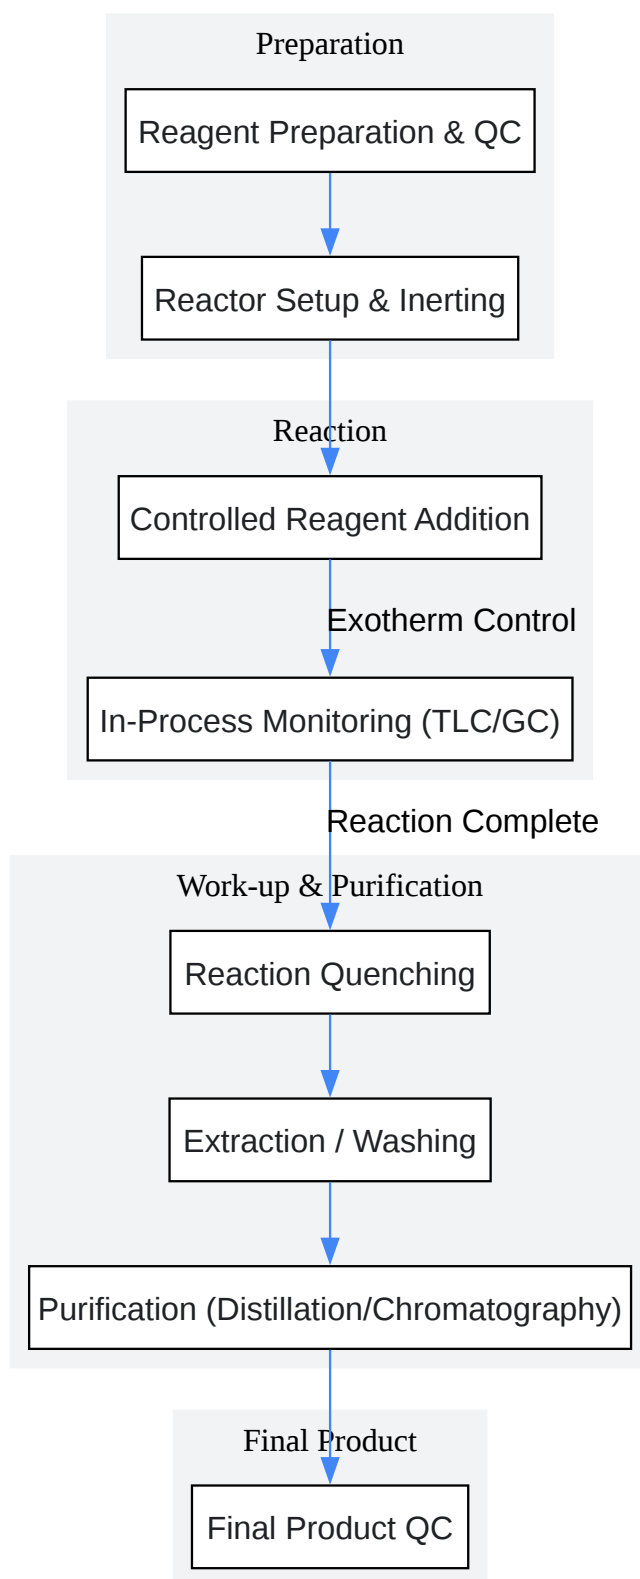 Preparation
Reagent Preparation & QC
Reactor Setup & Inerting
Reaction
Controlled Reagent Addition
Exotherm Control
In-Process Monitoring (TLC/GC)
Reaction Complete
Work-up & Purification
Reaction Quenching
Extraction / Washing
Purification (Distillation/Chromatography)
Final Product
Final Product QC